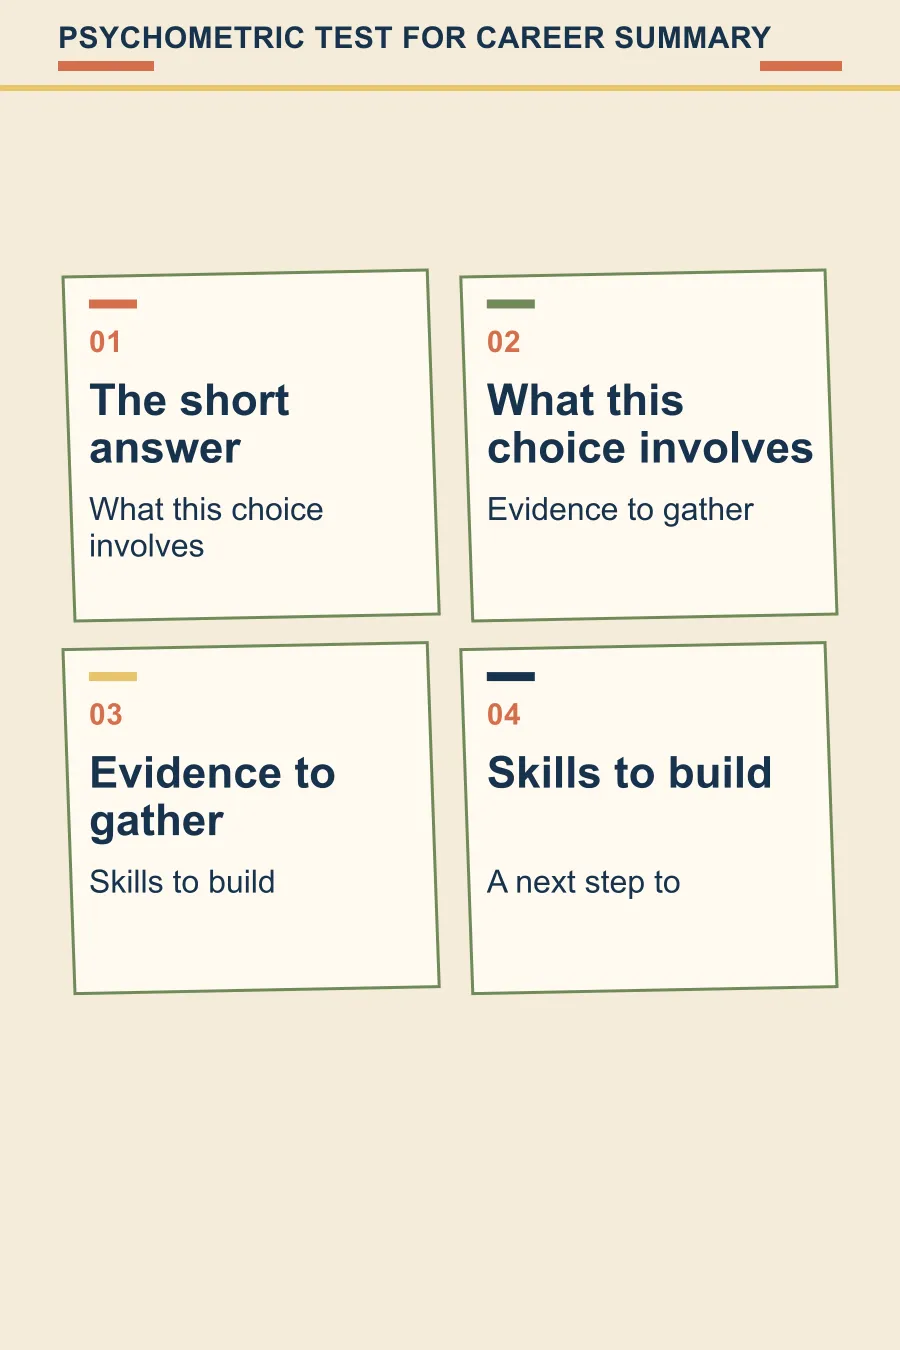 PSYCHOMETRIC TEST FOR CAREER SUMMARY
01
The short
answer
What this choice
involves
02
What this
choice involves
Evidence to gather
03
Evidence to
gather
Skills to build
04
Skills to build
A next step to